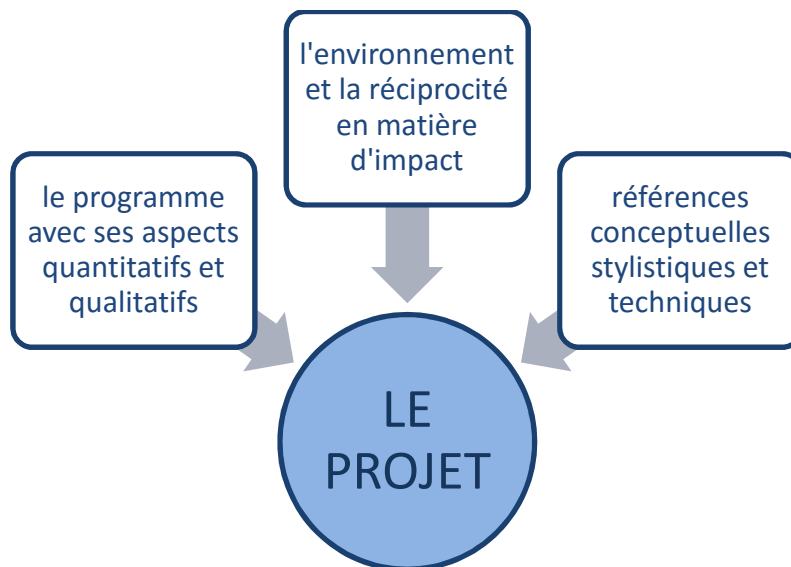 l'environnement
et la réciprocité
en matière
d'impact
le programme
avec ses aspects
quantitatifs et
qualitatifs
références
conceptuelles
stylistiques et
techniques
LE
PROJET